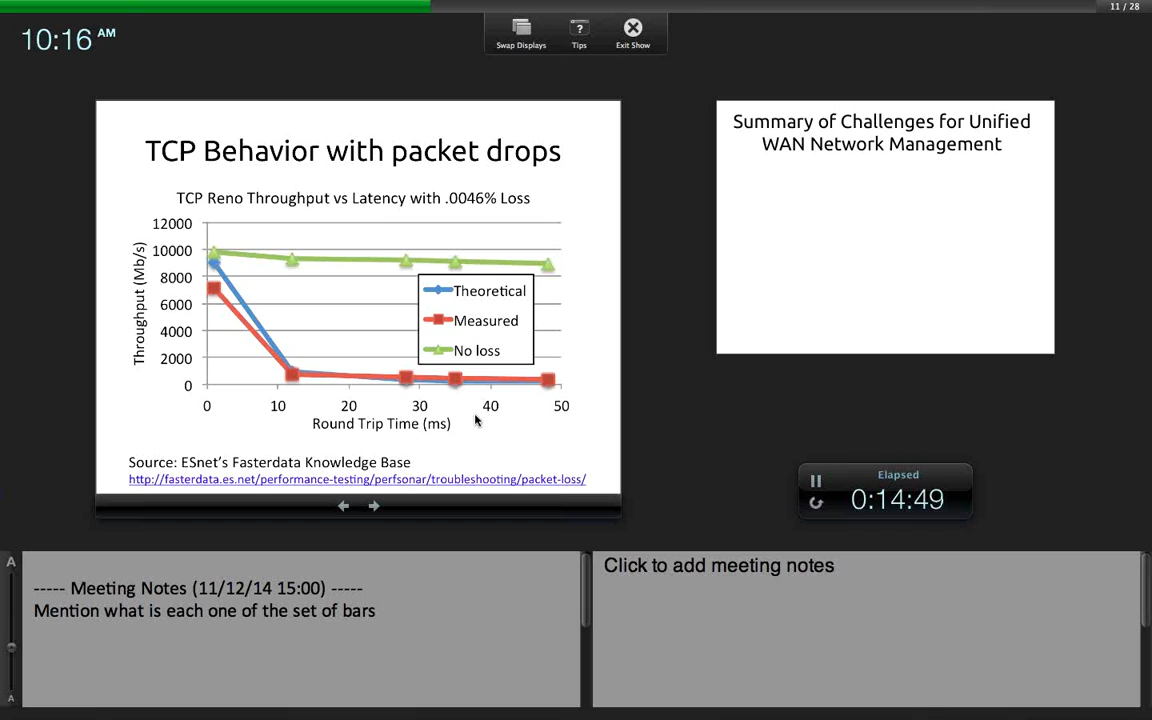 11 / 28
10:16 AM
Swap Displays
Tips
Exit Show
TCP Behavior with packet drops
TCP Reno Throughput vs Latency with .0046% Loss
Throughput (Mb/s)
12000
10000
8000
6000
4000
2000
0
Theoretical
Measured
No loss
0 10 20 30 40 50
Round Trip Time (ms)
Source: ESnet's Fasterdata Knowledge Base
http://fasterdata.es.net/performance-testing/perfsonar/troubleshooting/packet-loss/
Summary of Challenges for Unified
WAN Network Management
Elapsed
0:14:49
A
----- Meeting Notes (11/12/14 15:00) -----
Mention what is each one of the set of bars
A
Click to add meeting notes